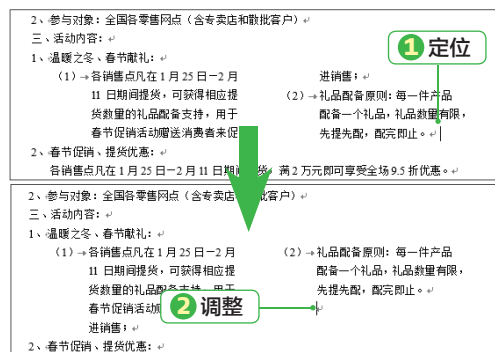 2、参与对象：全国各零售网点（含专卖店和散批客户）
三、活动内容：
1、温暖之冬、春节献礼：
（1）→各销售点凡在1月25日—2月
11日期间提货，可获得相应提
货数量的礼品配备支持，用于
春节促销活动赠送消费者来促
进销售；
（2）→礼品配备原则：每一件产品
配备一个礼品，礼品数量有限，
先提先配，配完即止。
1 定位
2、春节促销、提货优惠：
各销售点凡在1月25日—2月11日期间 货，满2万元即可享受全场9.5折优惠。
2、参与对象：全国各零售网点（含专卖店 批客户）
三、活动内容：
1、温暖之冬、春节献礼：
（1）→各销售点凡在1月25日—2月
11日期间提货，可获得相应提
货数量的礼品配备支持，用于
春节促销活动
进销售；
（2）→礼品配备原则：每一件产品
配备一个礼品，礼品数量有限，
先提先配，配完即止。
2 调整
2、春节促销、提货优惠：